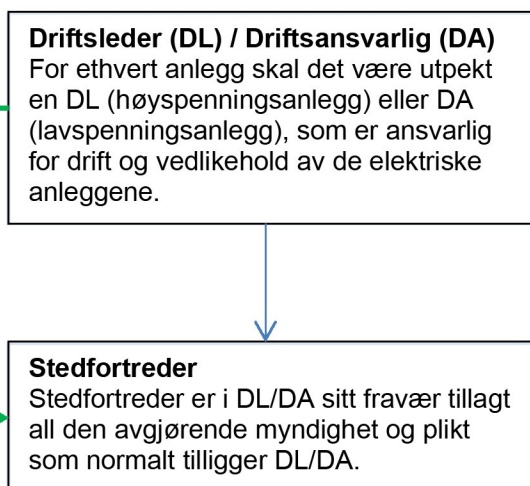 Driftsleder (DL) / Driftsansvarlig (DA)
For ethvert anlegg skal det være utpekt
en DL (høyspenningsanlegg) eller DA
(lavspenningsanlegg), som er ansvarlig
for drift og vedlikehold av de elektriske
anleggene.
Stedfortreder
Stedfortreder er i DL/DA sitt fravær tillagt
all den avgjørende myndighet og plikt
som normalt tilligger DL/DA.